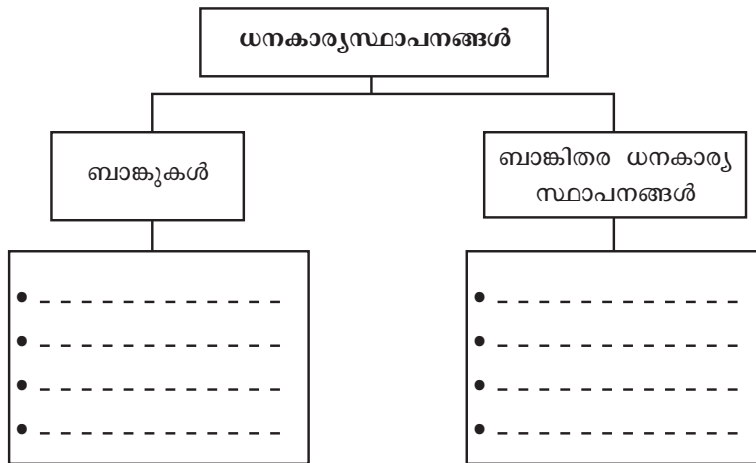 ധനകാര്യസ്ഥാപനങ്ങൾ
ബാങ്കുകൾ
ബാങ്കിതര ധനകാര്യ
സ്ഥാപനങ്ങൾ
• _ _ _ _ _ _ _ _ _ _ _ _
• _ _ _ _ _ _ _ _ _ _ _ _
• _ _ _ _ _ _ _ _ _ _ _ _
• _ _ _ _ _ _ _ _ _ _ _ _
• _ _ _ _ _ _ _ _ _ _ _ _
• _ _ _ _ _ _ _ _ _ _ _ _
• _ _ _ _ _ _ _ _ _ _ _ _
• _ _ _ _ _ _ _ _ _ _ _ _